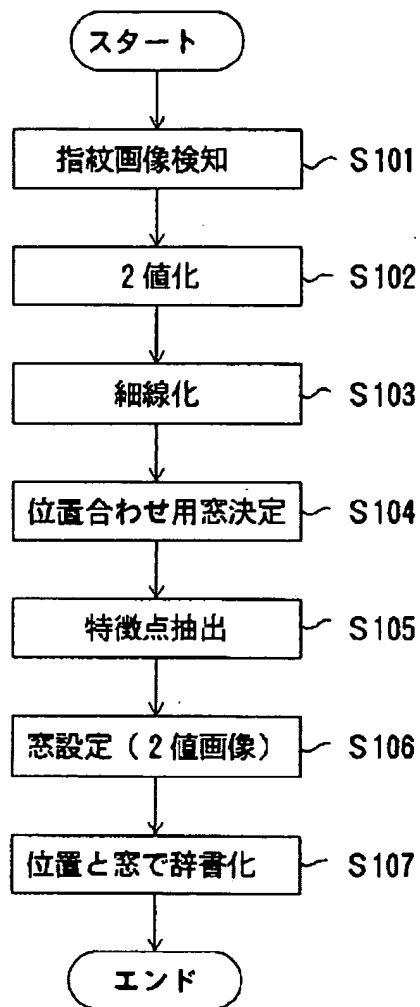 スタート
指紋画像検知 S101
2値化 S102
細線化 S103
位置合わせ用窓決定 S104
特徴点抽出 S105
窓設定(2値画像) S106
位置と窓で辞書化 S107
エンド